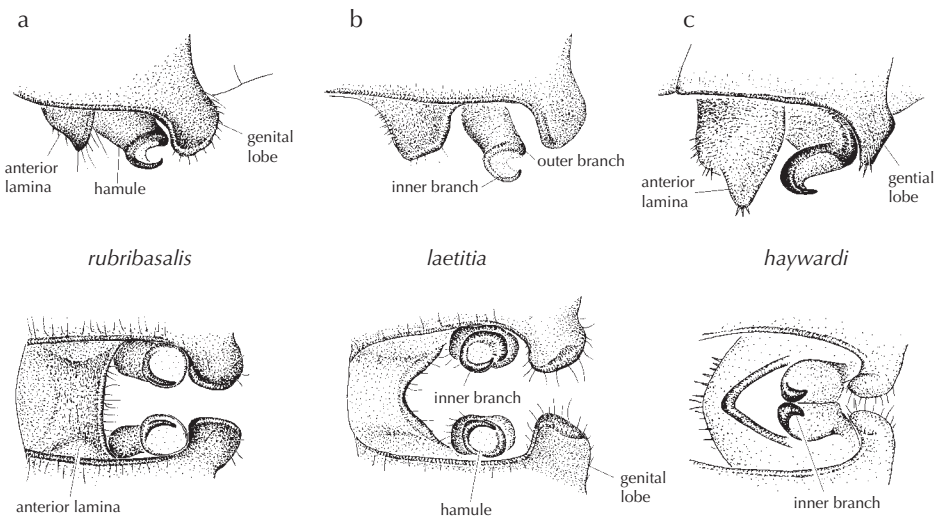 a
b
c
anterior
lamina
hamule
genital
lobe
inner branch
outer branch
anterior
lamina
gential
lobe
rubribasalis
laetitia
haywardi
inner branch
anterior lamina
hamule
genital
lobe
inner branch